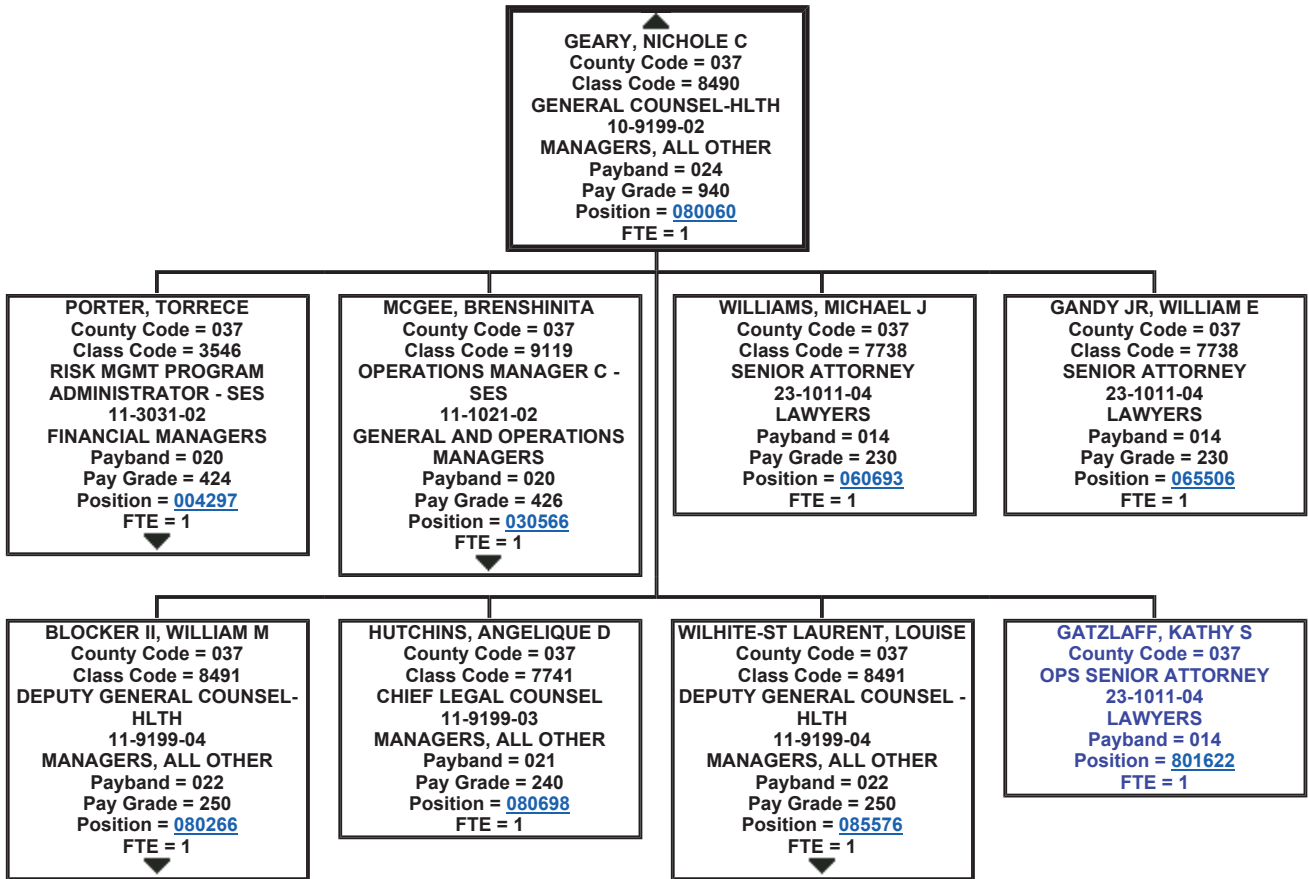 GEARY, NICHOLE C
County Code = 037
Class Code = 8490
GENERAL COUNSEL-HLTH
10-9199-02
MANAGERS, ALL OTHER
Payband = 024
Pay Grade = 940
Position = 080060
FTE = 1
PORTER, TORRECE
County Code = 037
Class Code = 3546
RISK MGMT PROGRAM
ADMINISTRATOR - SES
11-3031-02
FINANCIAL MANAGERS
Payband = 020
Pay Grade = 424
Position = 004297
FTE = 1
MCGEE, BRENSHINITA
County Code = 037
Class Code = 9119
OPERATIONS MANAGER C -
SES
11-1021-02
GENERAL AND OPERATIONS
MANAGERS
Payband = 020
Pay Grade = 426
Position = 030566
FTE = 1
WILLIAMS, MICHAEL J
County Code = 037
Class Code = 7738
SENIOR ATTORNEY
23-1011-04
LAWYERS
Payband = 014
Pay Grade = 230
Position = 060693
FTE = 1
GANDY JR, WILLIAM E
County Code = 037
Class Code = 7738
SENIOR ATTORNEY
23-1011-04
LAWYERS
Payband = 014
Pay Grade = 230
Position = 065506
FTE = 1
BLOCKER II, WILLIAM M
County Code = 037
Class Code = 8491
DEPUTY GENERAL COUNSEL-
HLTH
11-9199-04
MANAGERS, ALL OTHER
Payband = 022
Pay Grade = 250
Position = 080266
FTE = 1
HUTCHINS, ANGELIQUE D
County Code = 037
Class Code = 7741
CHIEF LEGAL COUNSEL
11-9199-03
MANAGERS, ALL OTHER
Payband = 021
Pay Grade = 240
Position = 080698
FTE = 1
WILHITE-ST LAURENT, LOUISE
County Code = 037
Class Code = 8491
DEPUTY GENERAL COUNSEL -
HLTH
11-9199-04
MANAGERS, ALL OTHER
Payband = 022
Pay Grade = 250
Position = 085576
FTE = 1
GATZLAFF, KATHY S
County Code = 037
OPS SENIOR ATTORNEY
23-1011-04
LAWYERS
Payband = 014
Position = 801622
FTE = 1